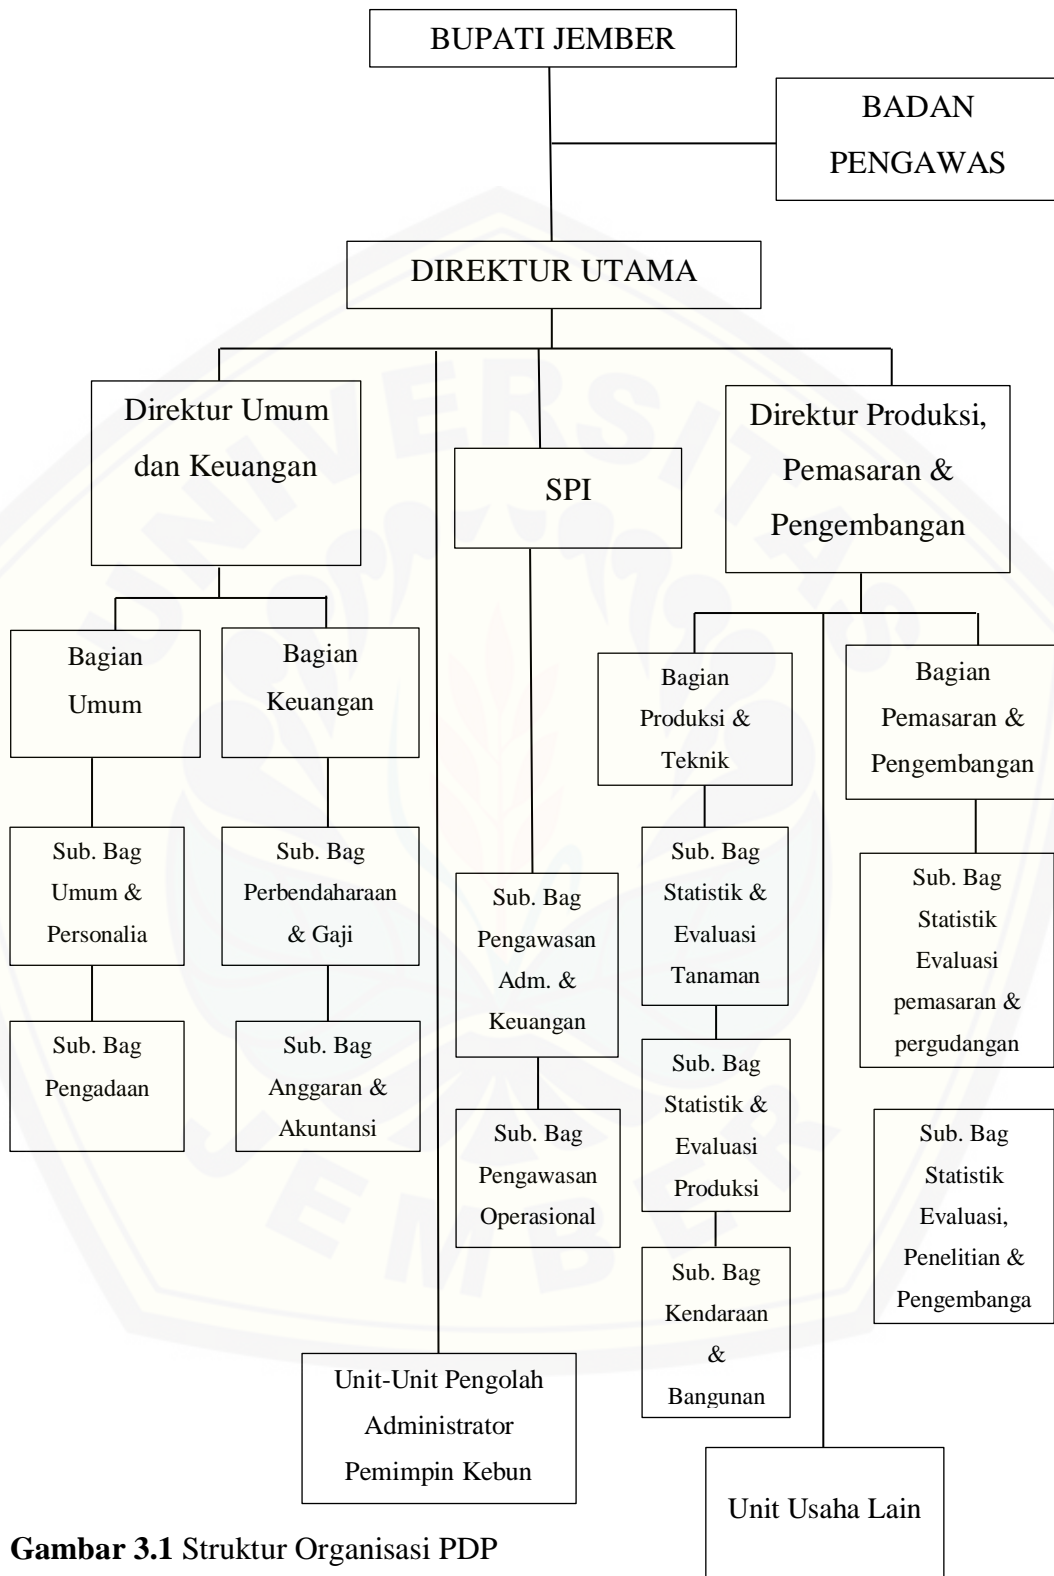 BUPATI JEMBER
BADAN
PENGAWAS
DIREKTUR UTAMA
Direktur Umum
dan Keuangan
SPI
Direktur Produksi,
Pemasaran &
Pengembangan
Bagian
Umum
Bagian
Keuangan
Bagian
Produksi &
Teknik
Bagian
Pemasaran &
Pengembangan
Sub. Bag
Umum &
Personalia
Sub. Bag
Perbendaharaan
& Gaji
Sub. Bag
Pengawasan
Adm. &
Keuangan
Sub. Bag
Statistik &
Evaluasi
Tanaman
Sub. Bag
Statistik
Evaluasi
pemasaran &
pergudangan
Sub. Bag
Pengadaan
Sub. Bag
Anggaran &
Akuntansi
Sub. Bag
Pengawasan
Operasional
Sub. Bag
Statistik &
Evaluasi
Produksi
Sub. Bag
Statistik
Evaluasi,
Penelitian &
Pengembanga
Sub. Bag
Kendaraan
&
Bangunan
Unit-Unit Pengolah
Administrator
Pemimpin Kebun
Unit Usaha Lain
Gambar 3.1 Struktur Organisasi PDP
UNIVERSITAS
JEMBER